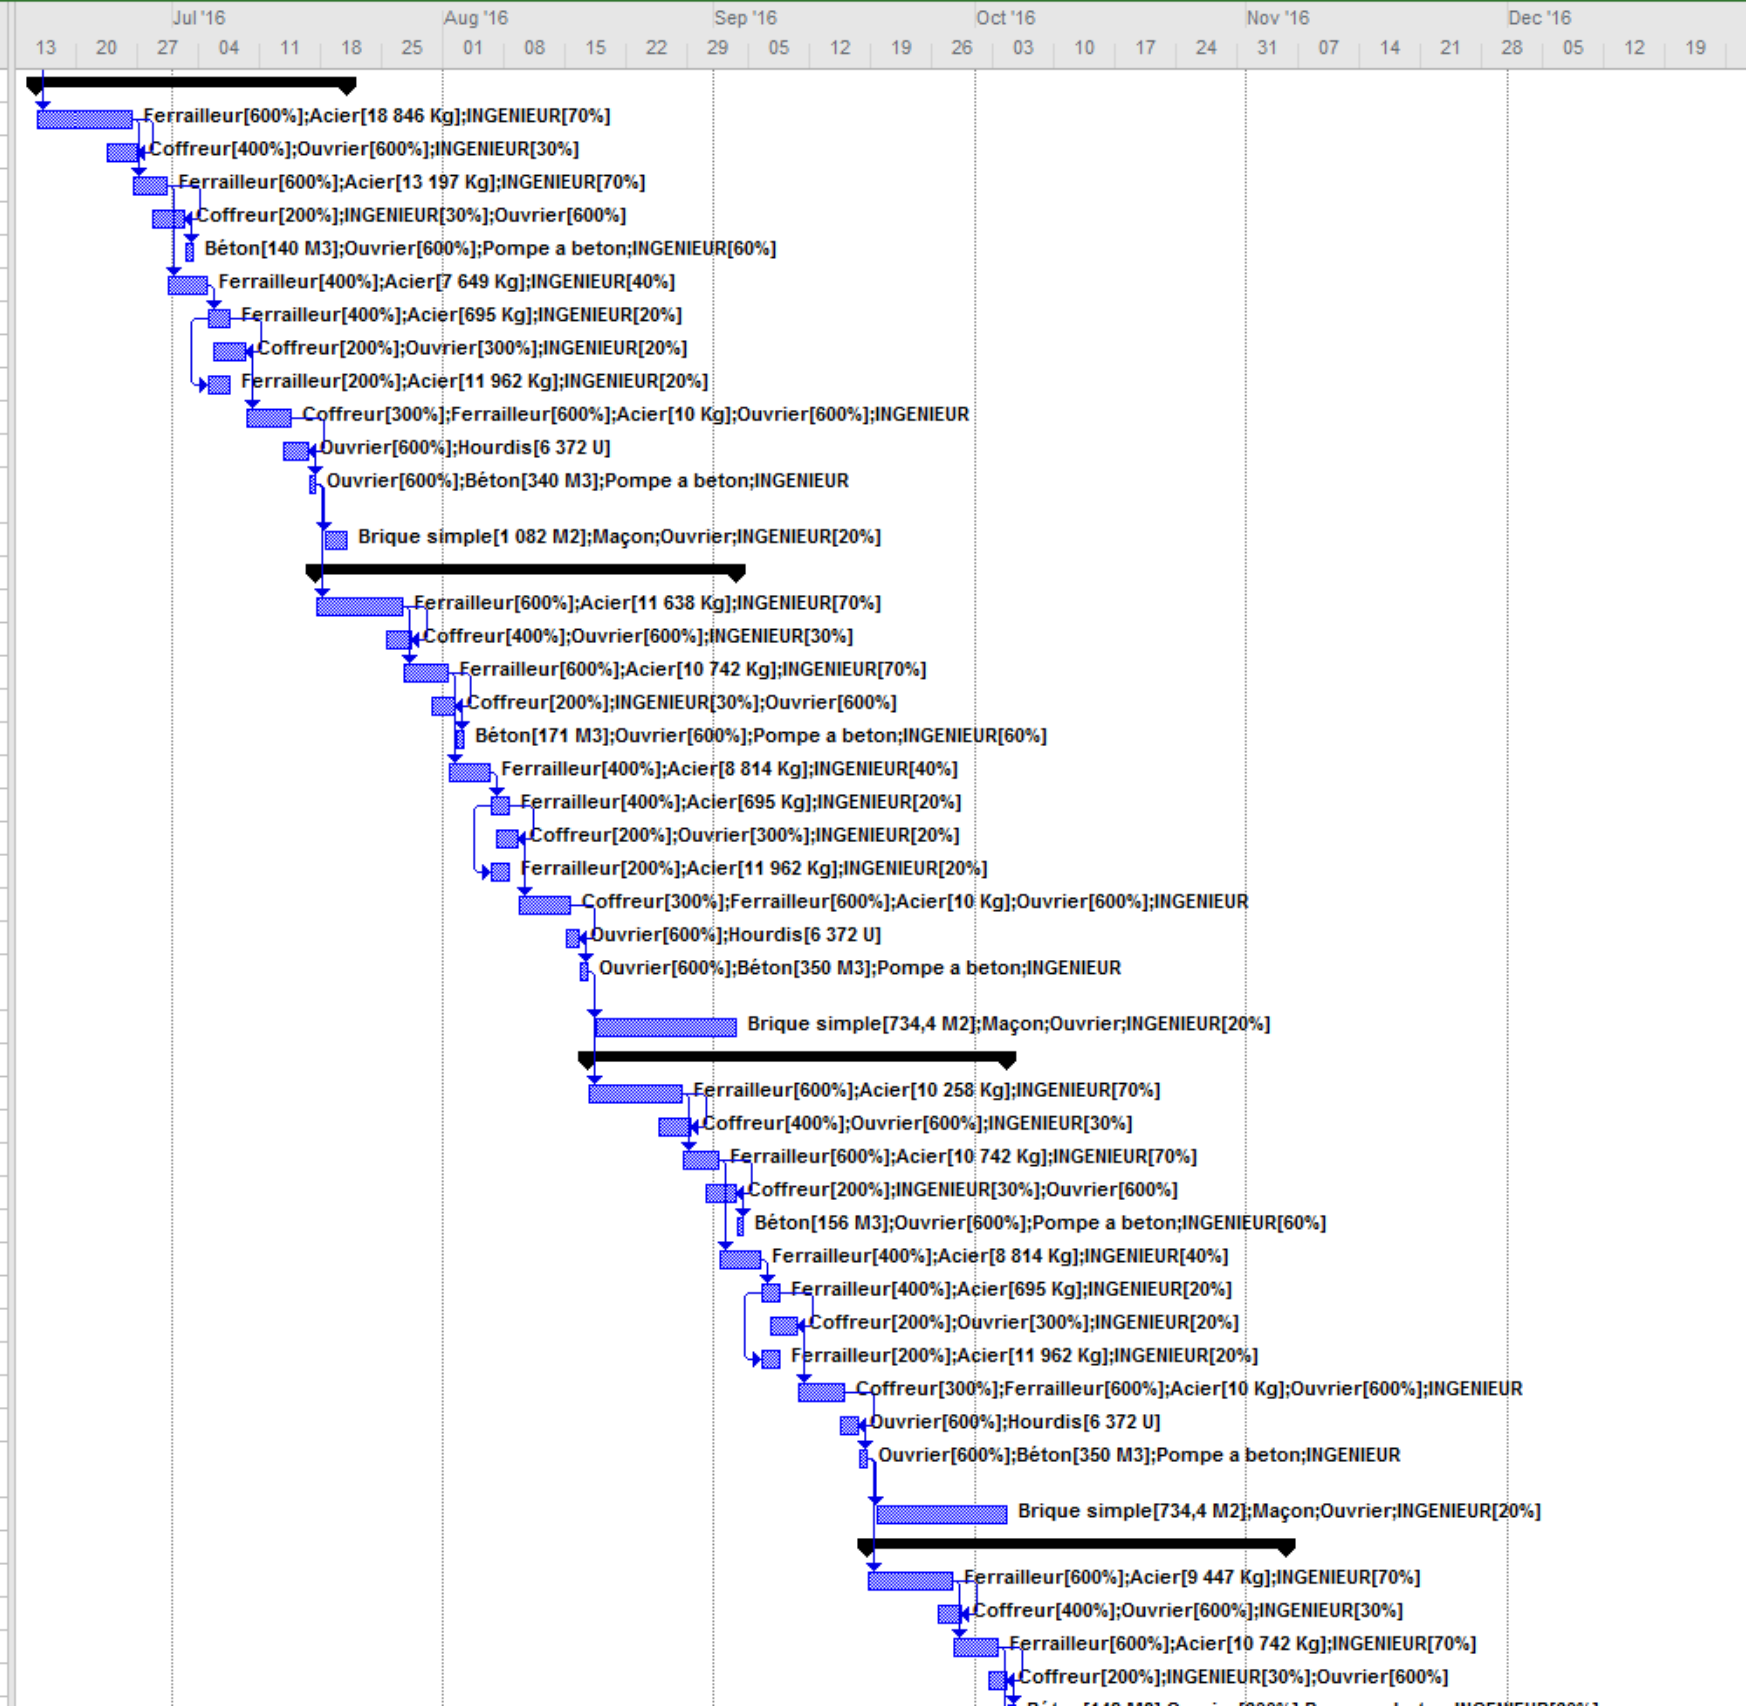 Jul '16 Aug '16 Sep '16 Oct '16 Nov '16 Dec '16
13 20 27 04 11 18 25 01 08 15 22 29 05 12 19 26 03 10 17 24 31 07 14 21 28 05 12 19
Ferrailleur[600%];Acier[18 846 Kg];INGENIEUR[70%]
Coffreur[400%];Ouvrier[600%];INGENIEUR[30%]
Ferrailleur[600%];Acier[13 197 Kg];INGENIEUR[70%]
Coffreur[200%];INGENIEUR[30%];Ouvrier[600%]
Béton[140 M3];Ouvrier[600%];Pompe a beton;INGENIEUR[60%]
Ferrailleur[400%];Acier[7 649 Kg];INGENIEUR[40%]
Ferrailleur[400%];Acier[695 Kg];INGENIEUR[20%]
Coffreur[200%];Ouvrier[300%];INGENIEUR[20%]
Ferrailleur[200%];Acier[11 962 Kg];INGENIEUR[20%]
Coffreur[300%];Ferrailleur[600%];Acier[10 Kg];Ouvrier[600%];INGENIEUR
Ouvrier[600%];Hourdis[6 372 U]
Ouvrier[600%];Béton[340 M3];Pompe a beton;INGENIEUR
Brique simple[1 082 M2];Maçon;Ouvrier;INGENIEUR[20%]
Ferrailleur[600%];Acier[11 638 Kg];INGENIEUR[70%]
Coffreur[400%];Ouvrier[600%];INGENIEUR[30%]
Ferrailleur[600%];Acier[10 742 Kg];INGENIEUR[70%]
Coffreur[200%];INGENIEUR[30%];Ouvrier[600%]
Béton[171 M3];Ouvrier[600%];Pompe a beton;INGENIEUR[60%]
Ferrailleur[400%];Acier[8 814 Kg];INGENIEUR[40%]
Ferrailleur[400%];Acier[695 Kg];INGENIEUR[20%]
Coffreur[200%];Ouvrier[300%];INGENIEUR[20%]
Ferrailleur[200%];Acier[11 962 Kg];INGENIEUR[20%]
Coffreur[300%];Ferrailleur[600%];Acier[10 Kg];Ouvrier[600%];INGENIEUR
Ouvrier[600%];Hourdis[6 372 U]
Ouvrier[600%];Béton[350 M3];Pompe a beton;INGENIEUR
Brique simple[734,4 M2];Maçon;Ouvrier;INGENIEUR[20%]
Ferrailleur[600%];Acier[10 258 Kg];INGENIEUR[70%]
Coffreur[400%];Ouvrier[600%];INGENIEUR[30%]
Ferrailleur[600%];Acier[10 742 Kg];INGENIEUR[70%]
Coffreur[200%];INGENIEUR[30%];Ouvrier[600%]
Béton[156 M3];Ouvrier[600%];Pompe a beton;INGENIEUR[60%]
Ferrailleur[400%];Acier[8 814 Kg];INGENIEUR[40%]
Ferrailleur[400%];Acier[695 Kg];INGENIEUR[20%]
Coffreur[200%];Ouvrier[300%];INGENIEUR[20%]
Ferrailleur[200%];Acier[11 962 Kg];INGENIEUR[20%]
Coffreur[300%];Ferrailleur[600%];Acier[10 Kg];Ouvrier[600%];INGENIEUR
Ouvrier[600%];Hourdis[6 372 U]
Ouvrier[600%];Béton[350 M3];Pompe a beton;INGENIEUR
Brique simple[734,4 M2];Maçon;Ouvrier;INGENIEUR[20%]
Ferrailleur[600%];Acier[9 447 Kg];INGENIEUR[70%]
Coffreur[400%];Ouvrier[600%];INGENIEUR[30%]
Ferrailleur[600%];Acier[10 742 Kg];INGENIEUR[70%]
Coffreur[200%];INGENIEUR[30%];Ouvrier[600%]